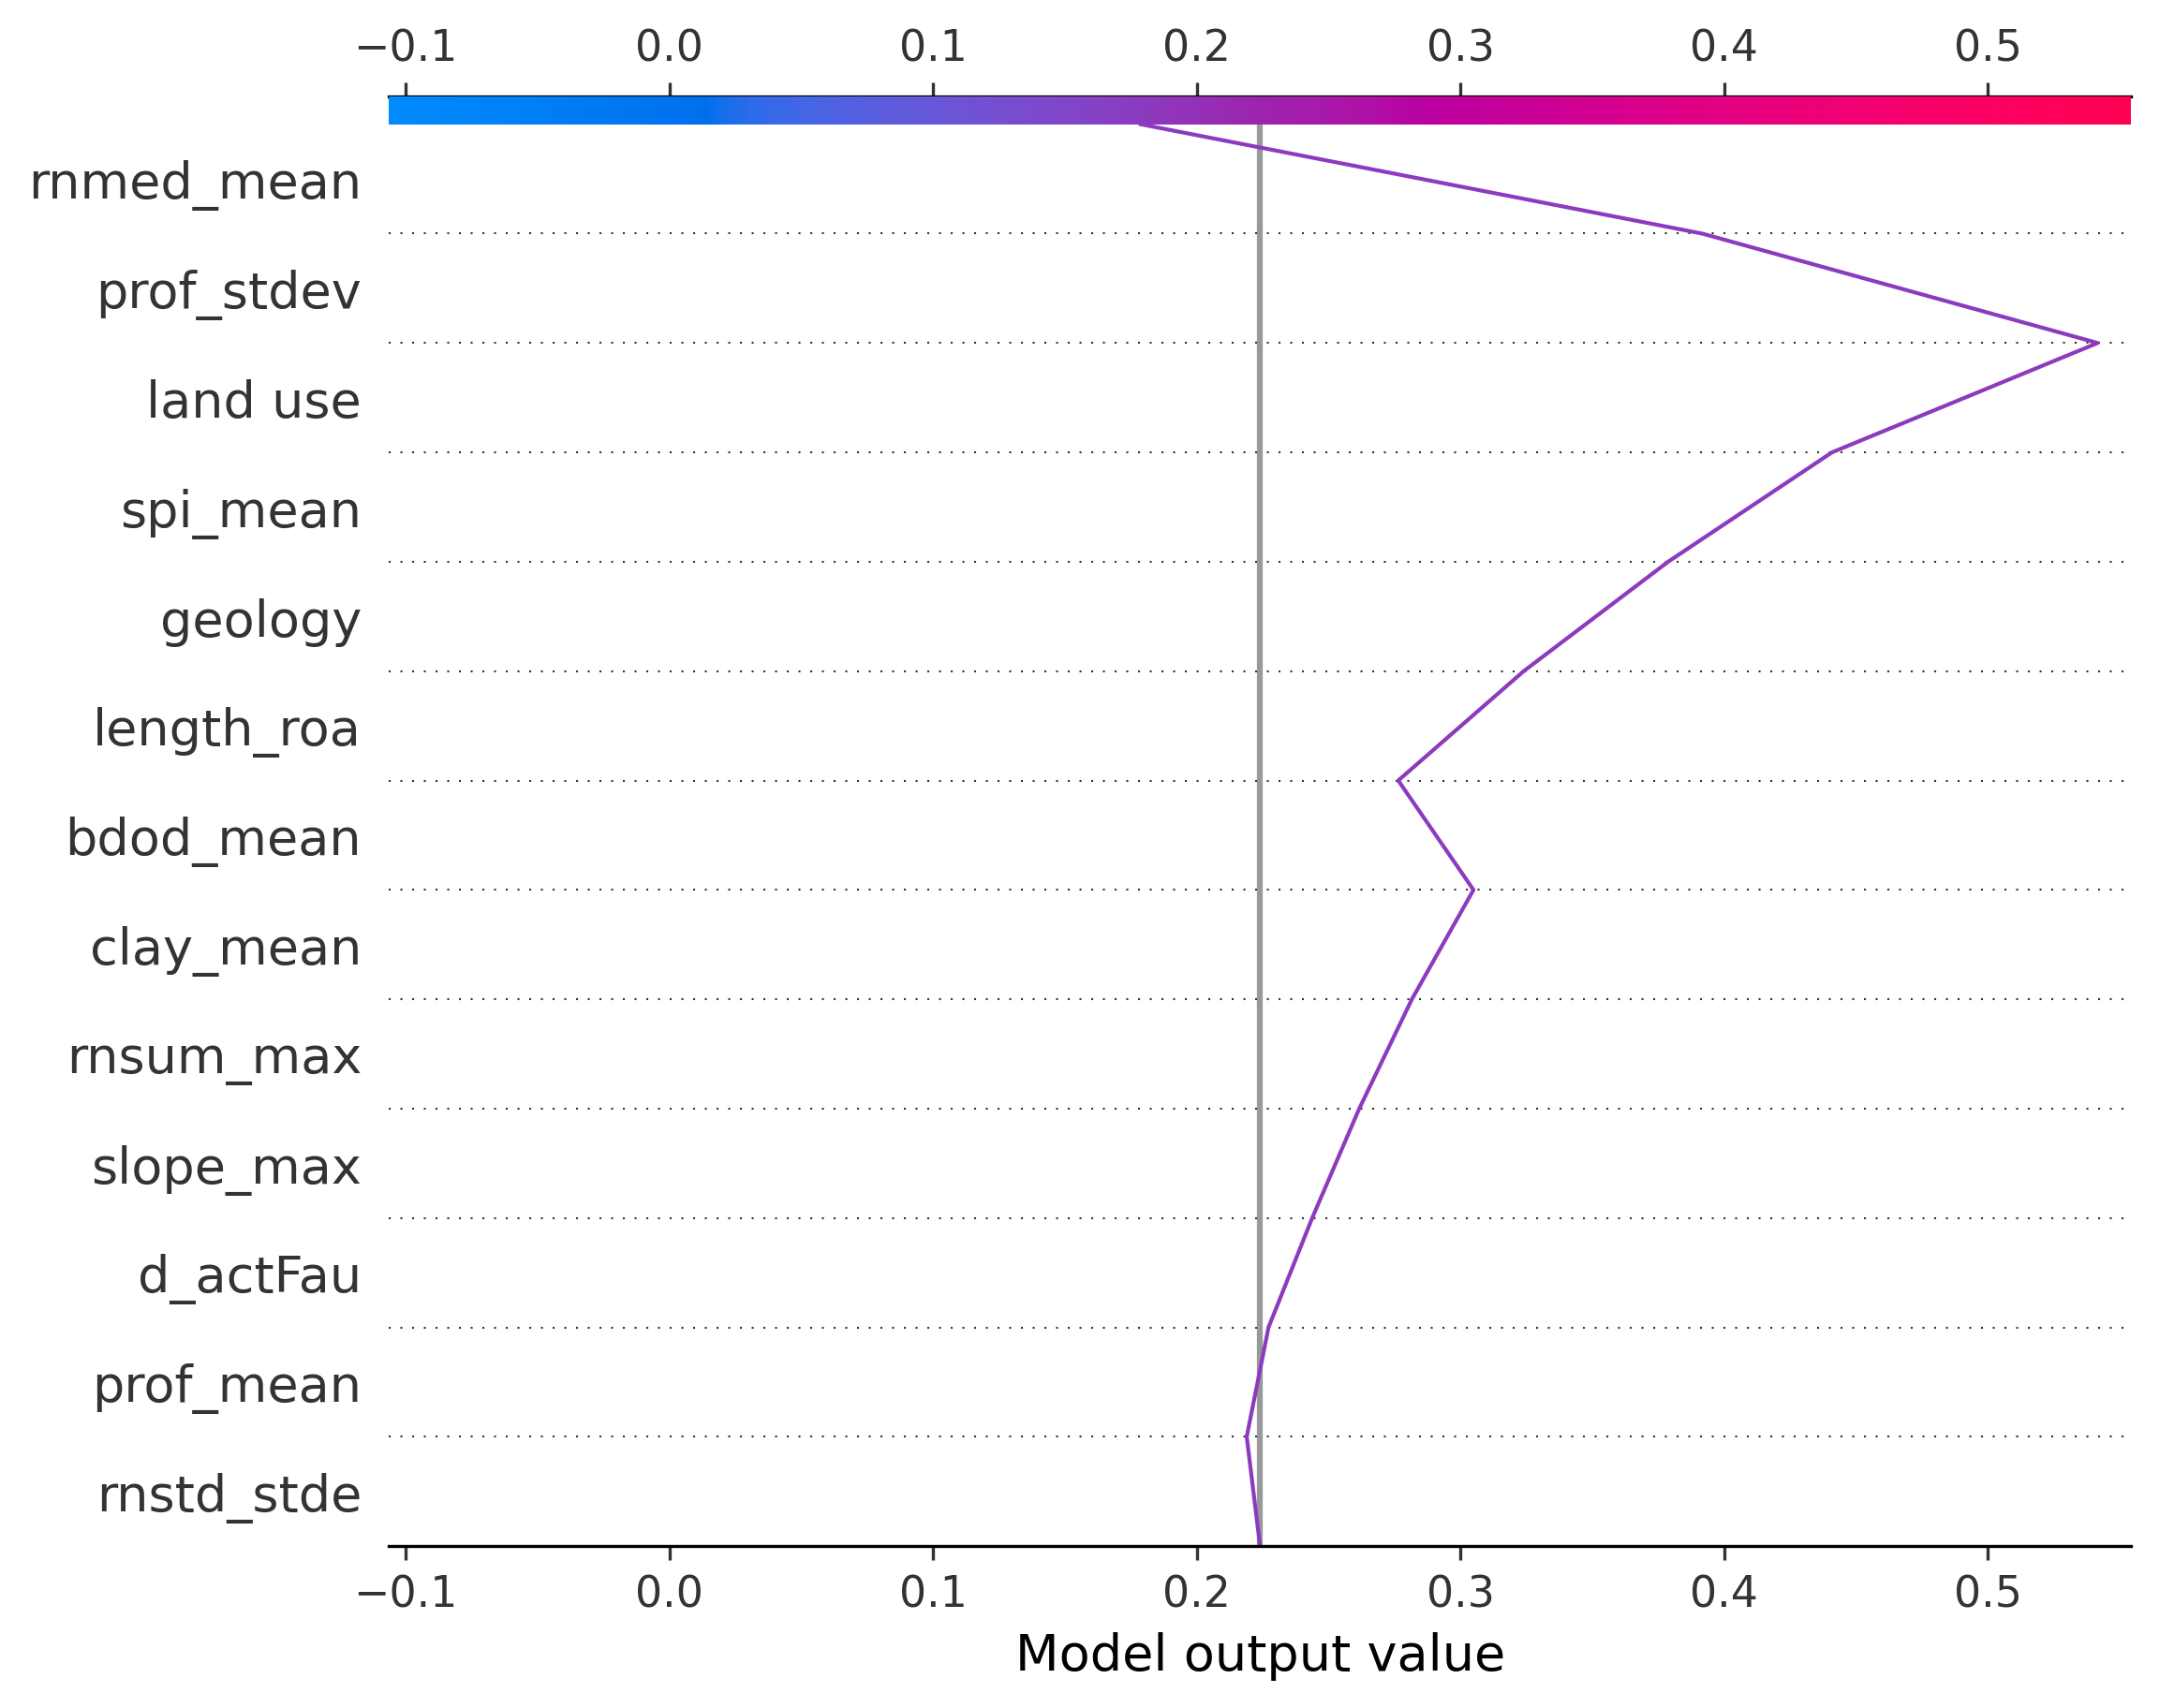 −0.1 0.0 0.1 0.2 0.3 0.4 0.5
rnmed_mean
prof_stdev
land use
spi_mean
geology
length_roa
bdod_mean
clay_mean
rnsum_max
slope_max
d_actFau
prof_mean
rnstd_stde
−0.1 0.0 0.1 0.2 0.3 0.4 0.5
Model output value